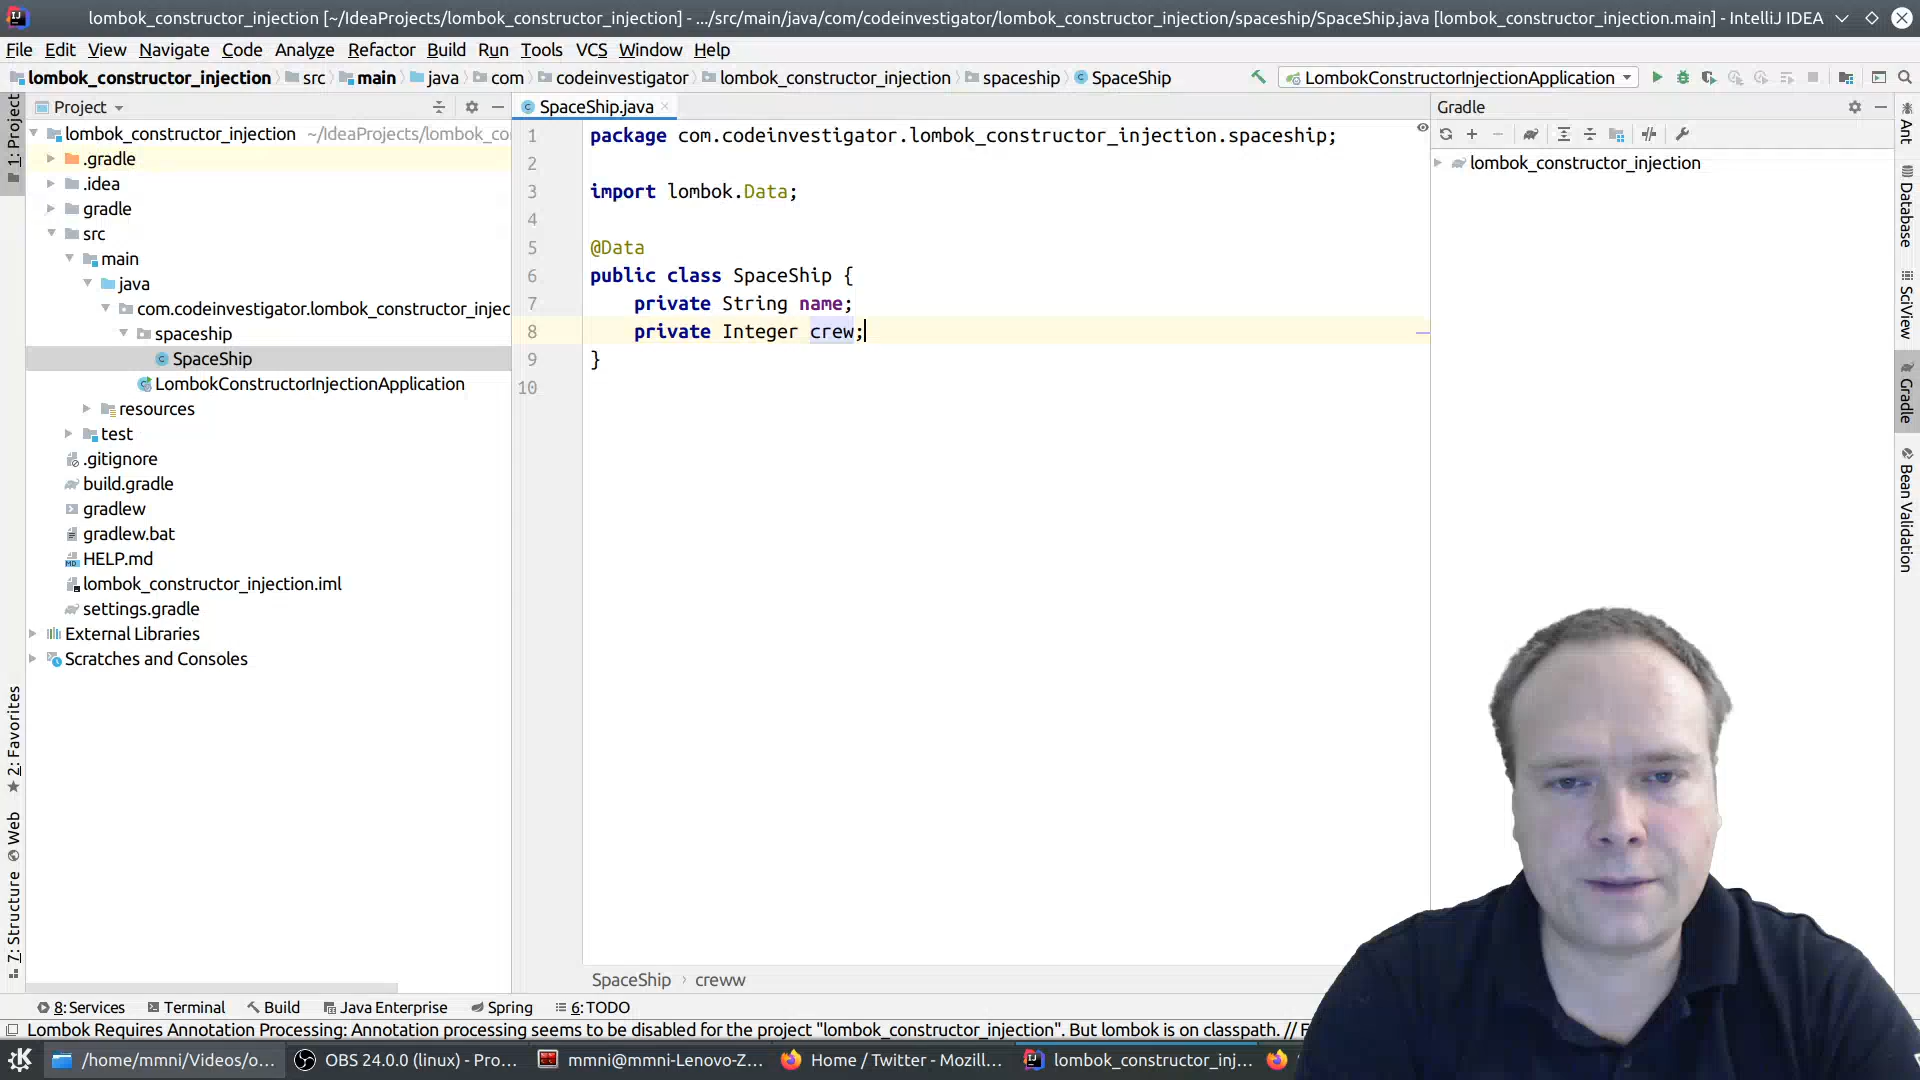 lombok_constructor_injection [~/IdeaProjects/lombok_constructor_injection] - .../src/main/java/com/codeinvestigator/lombok_constructor_injection/spaceship/SpaceShip.java [lombok_constructor_injection.main] - IntelliJ IDEA
File Edit View Navigate Code Analyze Refactor Build Run Tools VCS Window Help
lombok_constructor_injection src main java com codeinvestigator lombok_constructor_injection spaceship SpaceShip LombokConstructorInjectionApplication
1: Project
2: Favorites
Web
7: Structure
Project
lombok_constructor_injection ~/IdeaProjects/lombok_co
.gradle
.idea
gradle
src
main
java
com.codeinvestigator.lombok_constructor_injec
spaceship
SpaceShip
LombokConstructorInjectionApplication
resources
test
.gitignore
build.gradle
gradlew
gradlew.bat
HELP.md
lombok_constructor_injection.iml
settings.gradle
External Libraries
Scratches and Consoles
SpaceShip.java
1 package com.codeinvestigator.lombok_constructor_injection.spaceship;
2
3 import lombok.Data;
4
5 @Data
6 public class SpaceShip {
7 private String name;
8 private Integer crew;
9 }
10
SpaceShip creww
Gradle
lombok_constructor_injection
Ant
Database
SciView
Gradle
Bean Validation
8: Services Terminal Build Java Enterprise Spring 6: TODO
Lombok Requires Annotation Processing: Annotation processing seems to be disabled for the project "lombok_constructor_injection". But lombok is on classpath. //
/home/mmni/Videos/o... OBS 24.0.0 (linux) - Pro... mmni@mmni-Lenovo-Z... Home / Twitter - Mozill... lombok_constructor_inj...